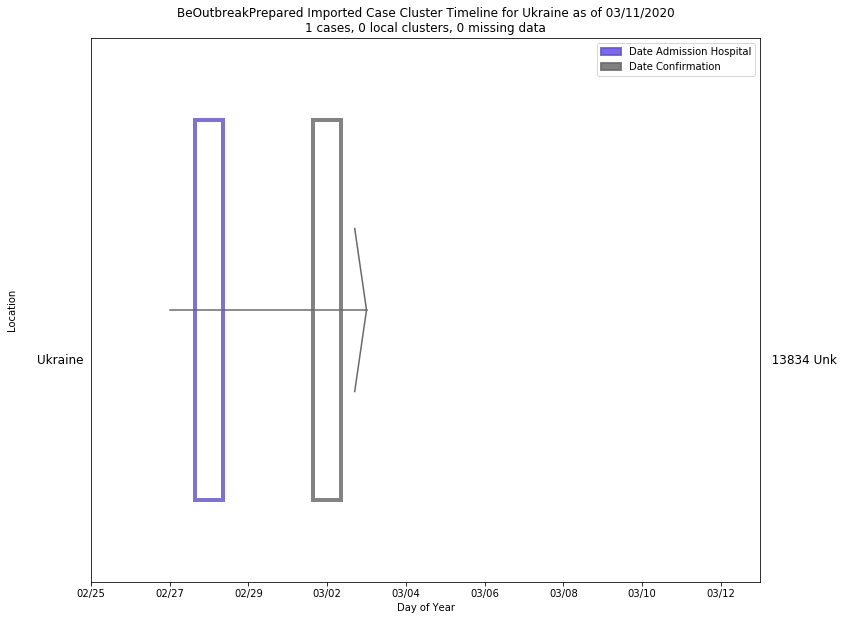 BeOutbreakPrepared Imported Case Cluster Timeline for Ukraine as of 03/11/2020
1 cases, 0 local clusters, 0 missing data
Date Admission Hospital
Date Confirmation
Location
Ukraine
13834 Unk
02/25 02/27 02/29 03/02 03/04 03/06 03/08 03/10 03/12
Day of Year